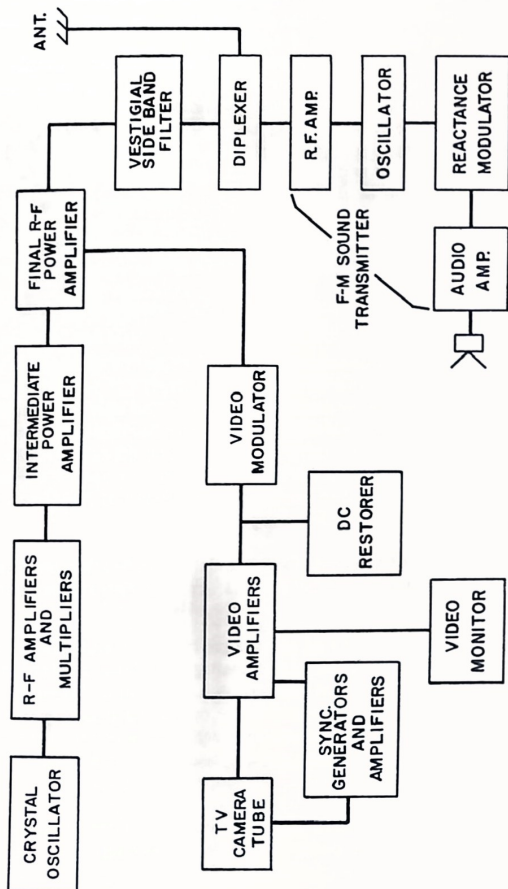 CRYSTAL
OSCILLATOR
R-F AMPLIFIERS
AND
MULTIPLIERS
INTERMEDIATE
POWER
AMPLIFIER
FINAL R-F
POWER
AMPLIFIER
VESTIGIAL
SIDE BAND
FILTER
ANT.
DIPLEXER
R.F. AMP.
OSCILLATOR
REACTANCE
MODULATOR
AUDIO
AMP.
F-M SOUND
TRANSMITTER
VIDEO
MODULATOR
DC
RESTORER
VIDEO
AMPLIFIERS
TV
CAMERA
TUBE
SYNC.
GENERATORS
AND
AMPLIFIERS
VIDEO
MONITOR